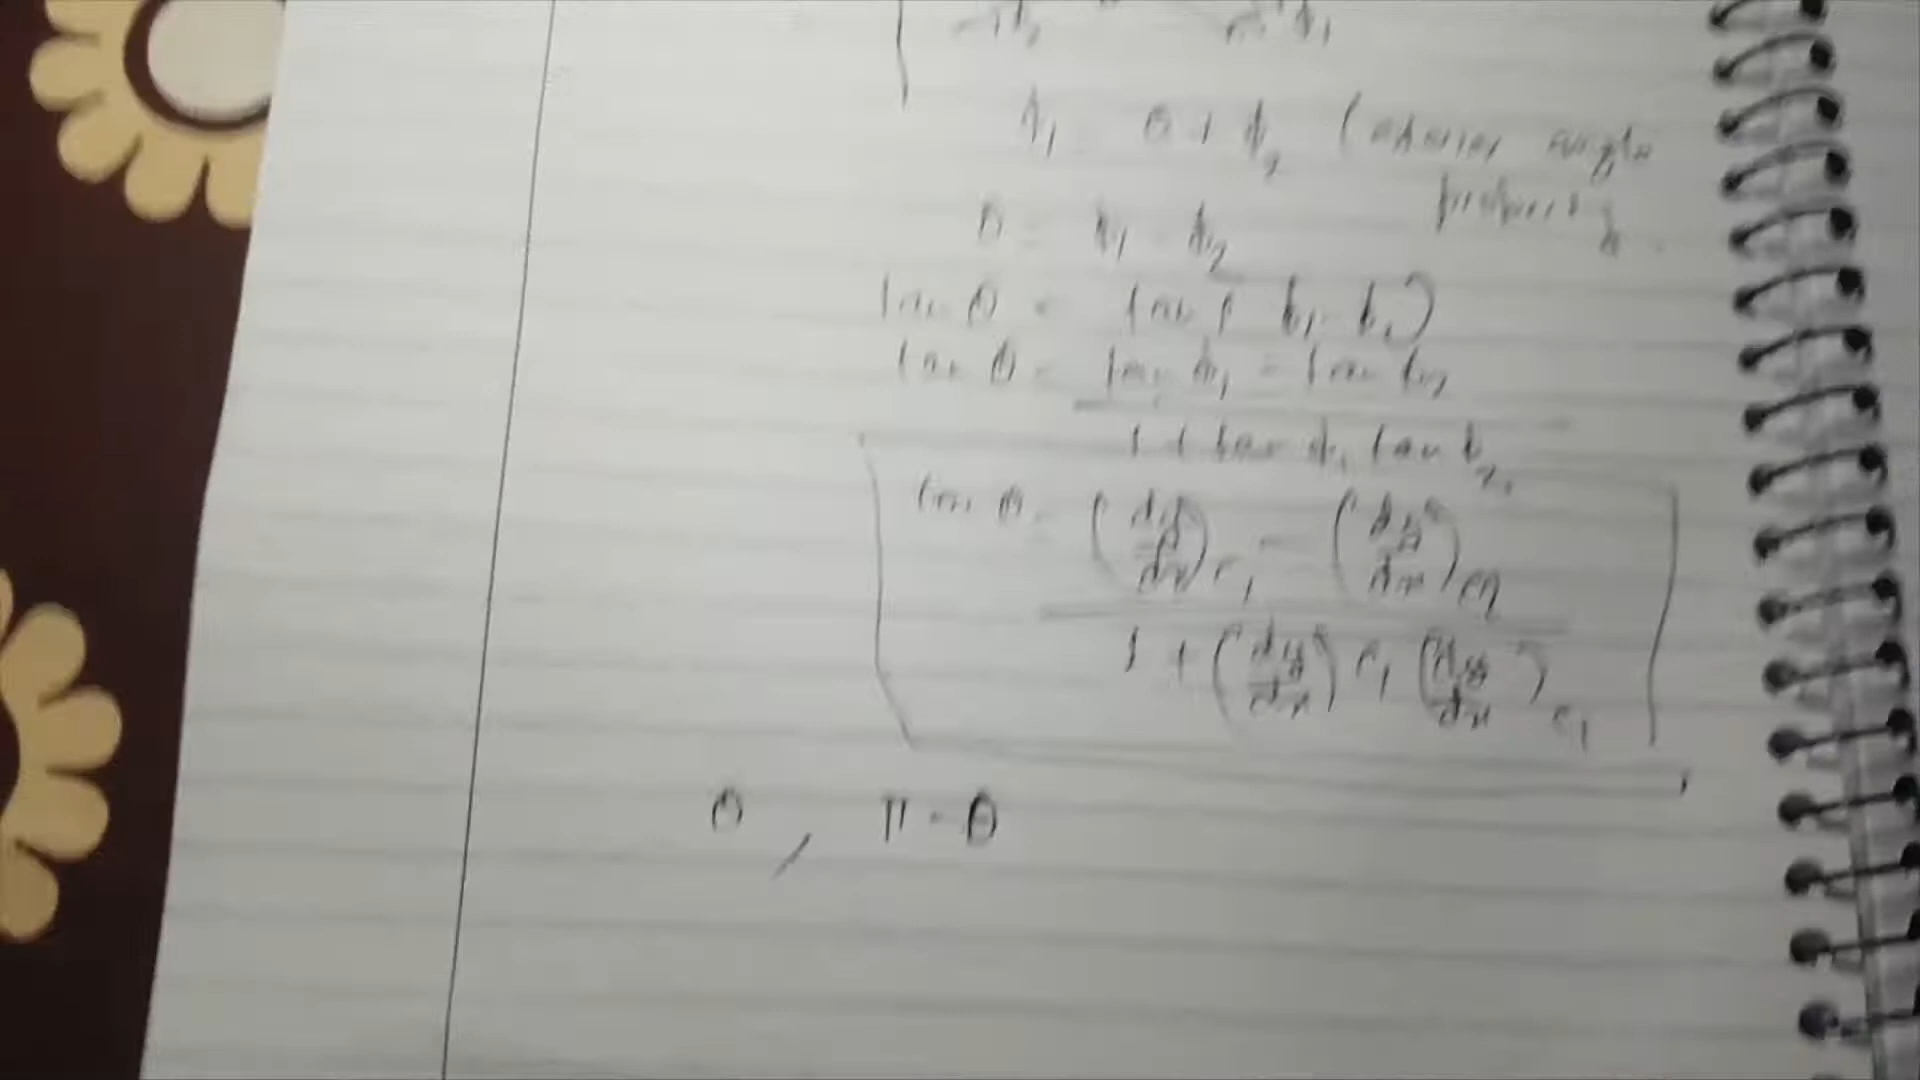 ϕ₁ = θ + ϕ₂ (exterior angle
property
θ = ϕ₁ - ϕ₂
tan θ = tan ( ϕ₁ - ϕ₂)
tan θ = tan ϕ₁ - tan ϕ₂
1 + tan ϕ₁ tan ϕ₂
tan θ = (dy/dx)c₁ - (dy/dx)c₂
1 + (dy/dx) c₁ (dy/dx)c₁
θ , π - θ